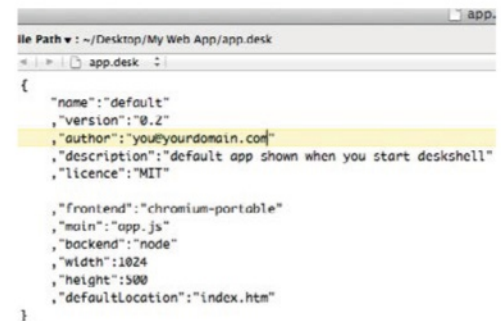 app.
ile Path ▾ : ~/Desktop/My Web App/app.desk
app.desk
{
"name":"default"
,"version":"0.2"
,"author":"you@yourdomain.com"
,"description":"default app shown when you start deskshell"
,"licence":"MIT"
,"frontend":"chromium-portable"
,"main":"app.js"
,"backend":"node"
,"width":1024
,"height":500
,"defaultLocation":"index.htm"
}